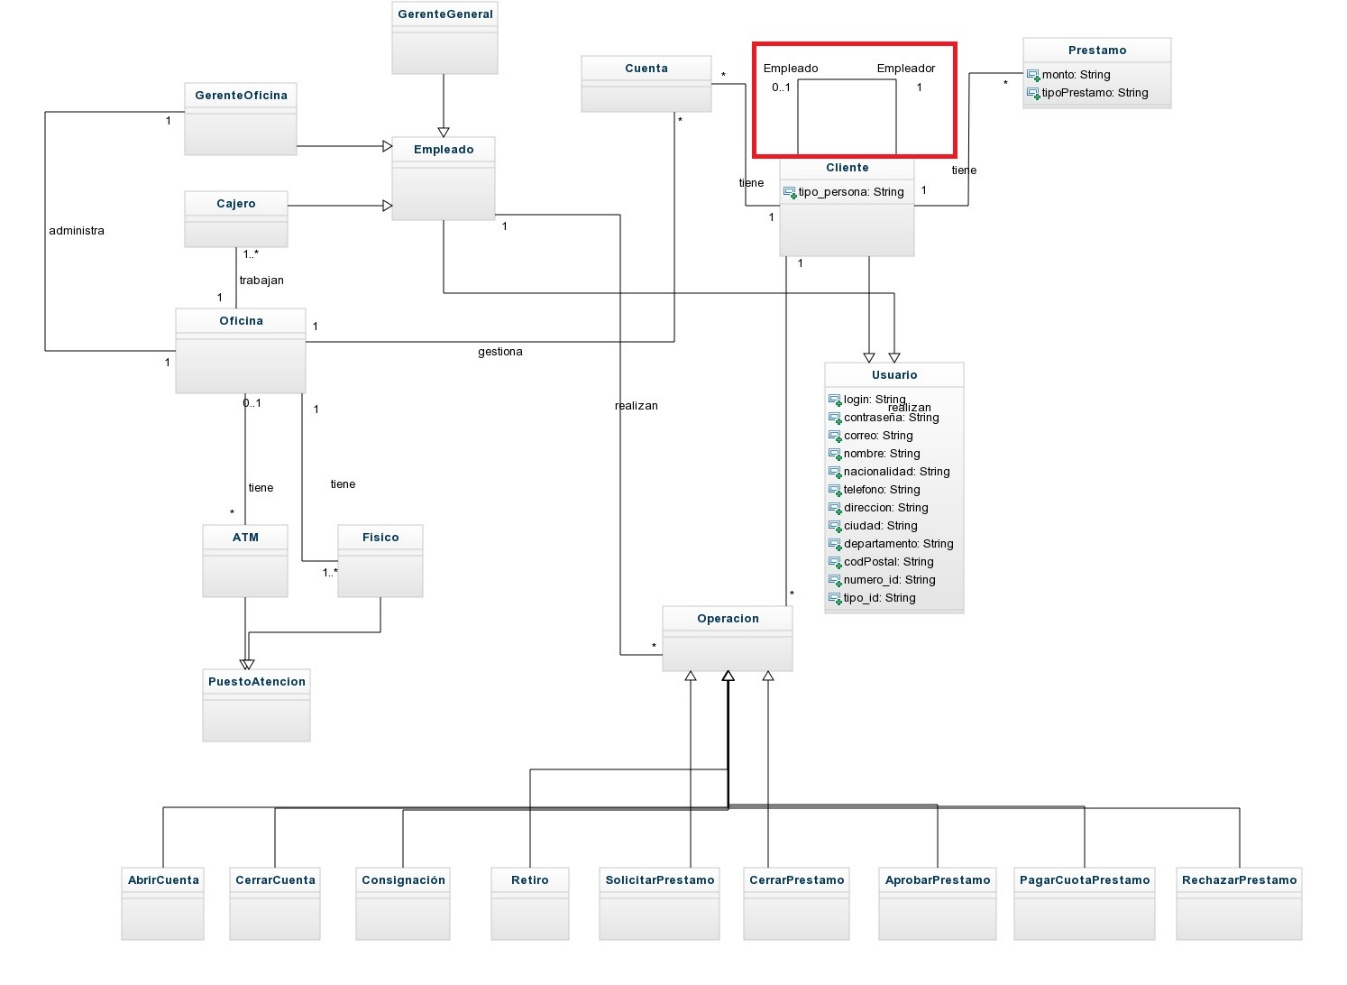 GerenteGeneral
Cuenta
*
Empleado
Empleador
0..1
1
Prestamo
monto: String
tipoPrestamo: String
*
GerenteOficina
1
*
Empleado
Cliente
tipo_persona: String
tiene
tiene
1
1
Cajero
1
administra
1..*
trabajan
1
1
Oficina
1
1
gestiona
Usuario
login: String
realizan
contraseña: String
correo: String
nombre: String
nacionalidad: String
telefono: String
direccion: String
ciudad: String
departamento: String
codPostal: String
numero_id: String
tipo_id: String
0..1
1
realizan
tiene
tiene
*
ATM
Fisico
1..*
*
Operacion
*
PuestoAtencion
AbrirCuenta
CerrarCuenta
Consignación
Retiro
SolicitarPrestamo
CerrarPrestamo
AprobarPrestamo
PagarCuotaPrestamo
RechazarPrestamo